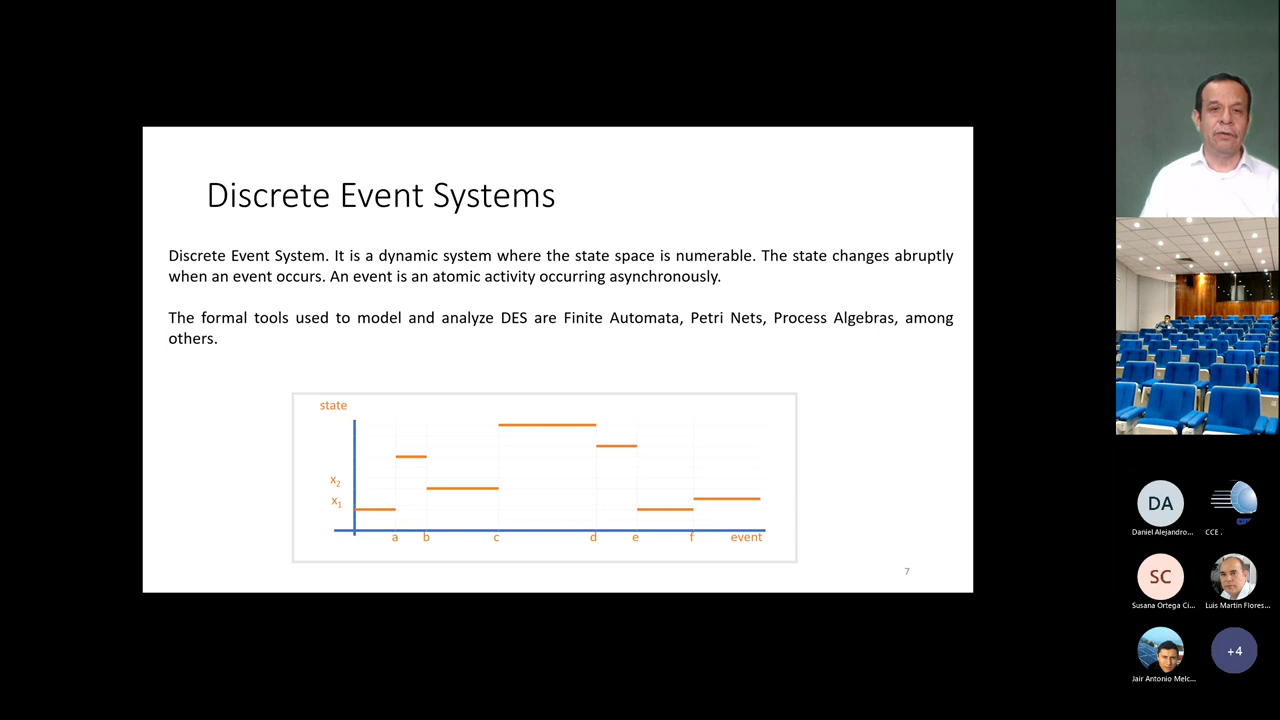 Discrete Event Systems
Discrete Event System. It is a dynamic system where the state space is numerable. The state changes abruptly
when an event occurs. An event is an atomic activity occurring asynchronously.
The formal tools used to model and analyze DES are Finite Automata, Petri Nets, Process Algebras, among
others.
state
x2
x1
a b c d e f event
7
DA
Daniel Alejandro...
CCE .
SC
Susana Ortega Ci...
Luis Martin Flores...
Jair Antonio Melc...
+4